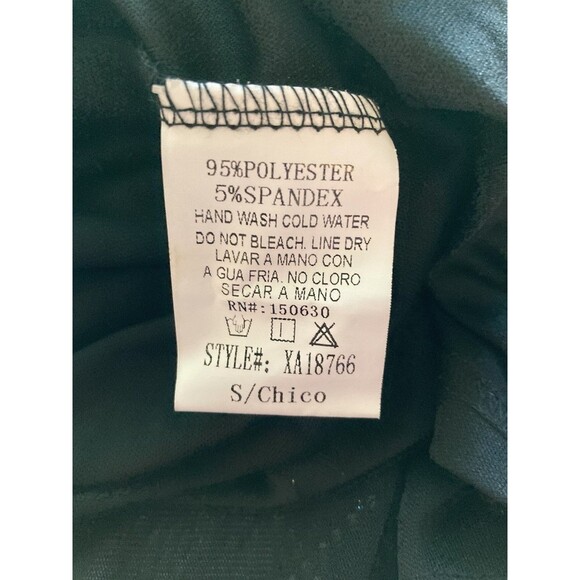 95%POLYESTER
5%SPANDEX
HAND WASH COLD WATER
DO NOT BLEACH. LINE DRY
LAVAR A MANO CON
A GUA FRIA. NO CLORO
SECAR A MANO
RN#:150630
STYLE#: XA18766
S/Chico